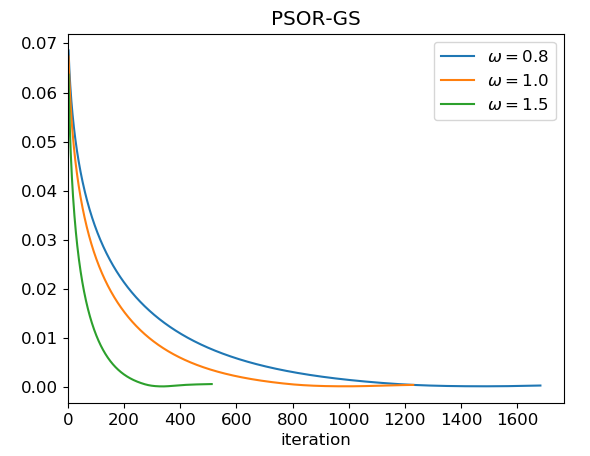 PSOR-GS
0.07
0.06
0.05
0.04
0.03
0.02
0.01
0.00
ω = 0.8
ω = 1.0
ω = 1.5
0 200 400 600 800 1000 1200 1400 1600
iteration